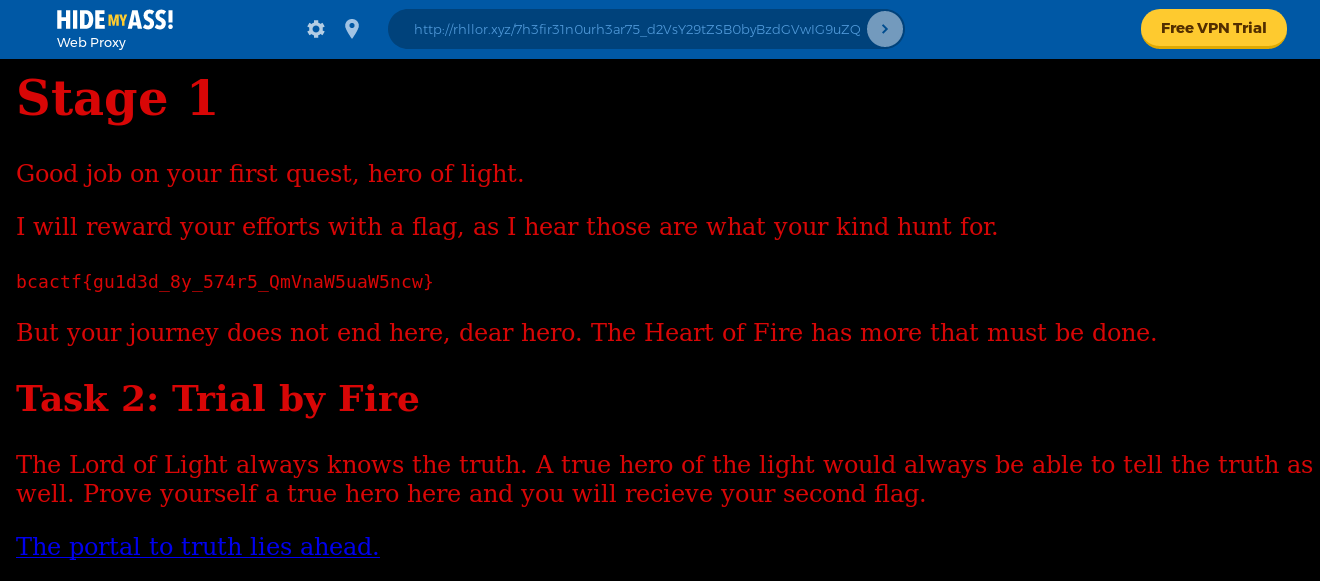 HIDE MY ASS!
Web Proxy
http://rhllor.xyz/7h3fir31n0urh3ar75_d2VsY29tZSB0byBzdGVwIG9uZQ
Free VPN Trial
Stage 1
Good job on your first quest, hero of light.
I will reward your efforts with a flag, as I hear those are what your kind hunt for.
bcactf{gu1d3d_8y_574r5_QmVnaW5uaW5ncw}
But your journey does not end here, dear hero. The Heart of Fire has more that must be done.
Task 2: Trial by Fire
The Lord of Light always knows the truth. A true hero of the light would always be able to tell the truth as
well. Prove yourself a true hero here and you will recieve your second flag.
The portal to truth lies ahead.